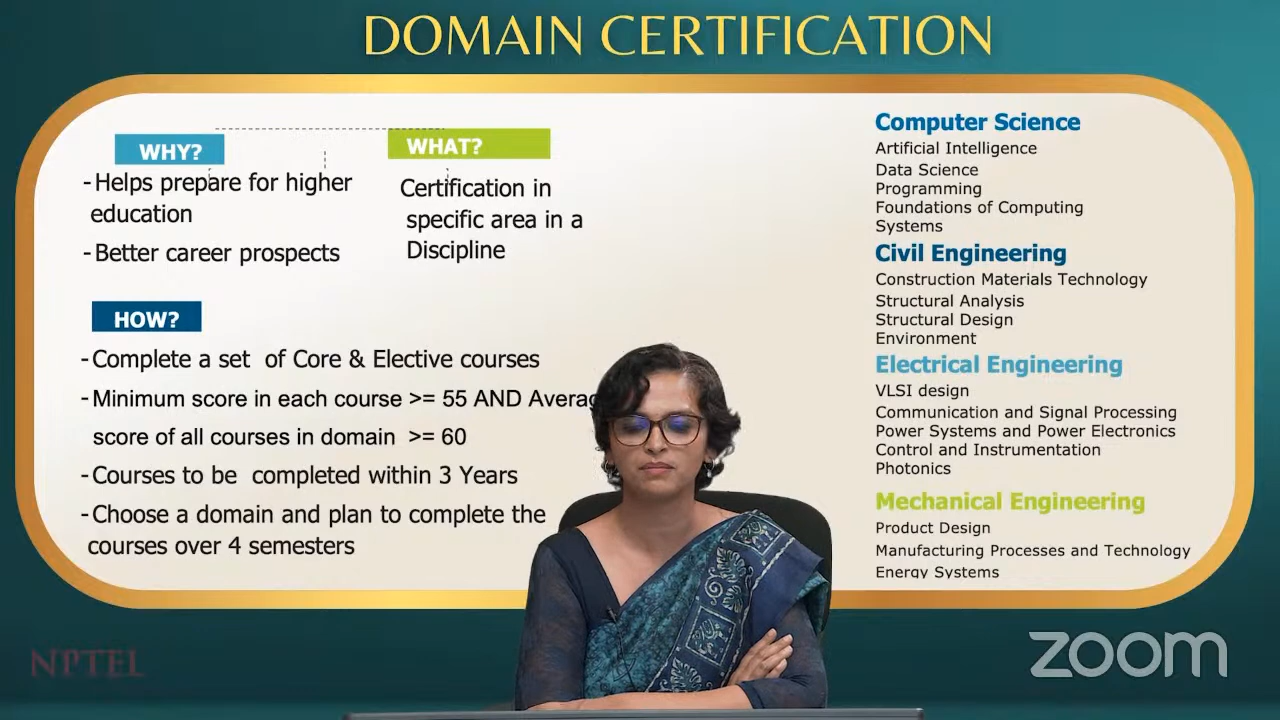 DOMAIN CERTIFICATION
WHY?
-Helps prepare for higher
education
-Better career prospects
WHAT?
Certification in
specific area in a
Discipline
HOW?
-Complete a set of Core & Elective courses
-Minimum score in each course >= 55 AND Averag
score of all courses in domain >= 60
-Courses to be completed within 3 Years
-Choose a domain and plan to complete the
courses over 4 semesters
Computer Science
Artificial Intelligence
Data Science
Programming
Foundations of Computing
Systems
Civil Engineering
Construction Materials Technology
Structural Analysis
Structural Design
Environment
Electrical Engineering
VLSI design
Communication and Signal Processing
Power Systems and Power Electronics
Control and Instrumentation
Photonics
Mechanical Engineering
Product Design
Manufacturing Processes and Technology
Energy Systems
NPTEL
zoom